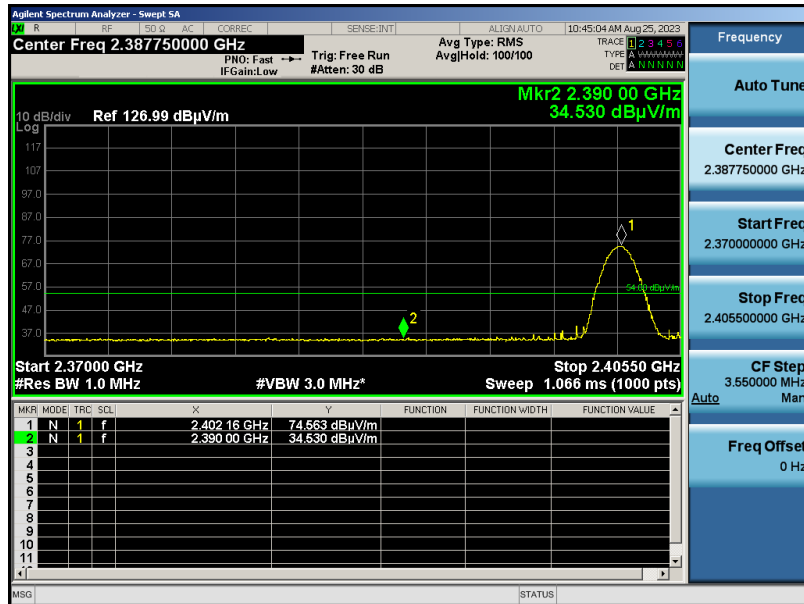 Agilent Spectrum Analyzer - Swept SA
LXI R RF 50 Ω AC CORREC SENSE:INT ALIGN AUTO 10:45:04 AM Aug 25, 2023
Center Freq 2.387750000 GHz
PNO: Fast
IFGain:Low
Trig: Free Run
#Atten: 30 dB
Avg Type: RMS
Avg|Hold: 100/100
TRACE 1 2 3 4 5 6
TYPE A
DET A N N N N N
Mkr2 2.390 00 GHz
34.530 dBµV/m
10 dB/div Ref 126.99 dBµV/m
Log
117
107
97.0
87.0
77.0
67.0
57.0
47.0
37.0
1
54.00 dBµV/m
2
Start 2.37000 GHz Stop 2.40550 GHz
#Res BW 1.0 MHz #VBW 3.0 MHz* Sweep 1.066 ms (1000 pts)
MKR MODE TRC SCL X Y FUNCTION FUNCTION WIDTH FUNCTION VALUE
1 N 1 f 2.402 16 GHz 74.563 dBµV/m
2 N 1 f 2.390 00 GHz 34.530 dBµV/m
3
4
5
6
7
8
9
10
11
MSG STATUS
Frequency
Auto Tune
Center Freq
2.387750000 GHz
Start Freq
2.370000000 GHz
Stop Freq
2.405500000 GHz
CF Step
3.550000 MHz
Auto Man
Freq Offset
0 Hz